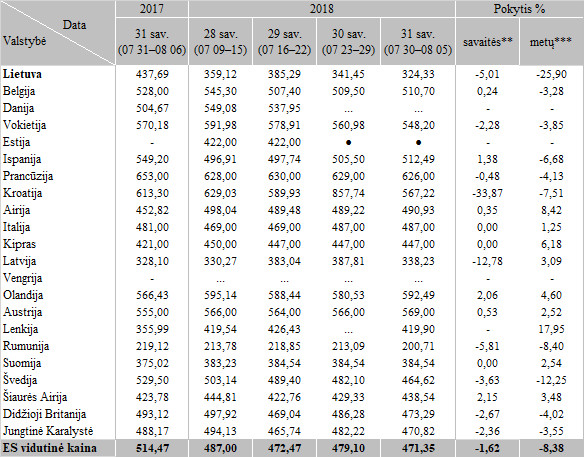 Data
Valstybė
2017
2018
Pokytis %
31 sav.
(07 31–08 06)
28 sav.
(07 09–15)
29 sav.
(07 16–22)
30 sav.
(07 23–29)
31 sav.
(07 30–08 05)
savaitės**
metų***
Lietuva 437,69 359,12 385,29 341,45 324,33 -5,01 -25,90
Belgija 528,00 545,30 507,40 509,50 510,70 0,24 -3,28
Danija 504,67 549,08 537,95 ... ... - -
Vokietija 570,18 591,98 578,91 560,98 548,20 -2,28 -3,85
Estija - 422,00 422,00 ● ● - -
Ispanija 549,20 496,91 497,74 505,50 512,49 1,38 -6,68
Prancūzija 653,00 628,00 630,00 629,00 626,00 -0,48 -4,13
Kroatija 613,30 629,03 589,93 857,74 567,22 -33,87 -7,51
Airija 452,82 498,04 489,48 489,22 490,93 0,35 8,42
Italija 481,00 469,00 469,00 487,00 487,00 0,00 1,25
Kipras 421,00 450,00 447,00 447,00 447,00 0,00 6,18
Latvija 328,10 330,27 383,04 387,81 338,23 -12,78 3,09
Vengrija - ... ... ... ... - -
Olandija 566,43 595,14 588,44 580,53 592,49 2,06 4,60
Austrija 555,00 566,00 564,00 566,00 569,00 0,53 2,52
Lenkija 355,99 419,54 426,43 ... 419,90 - 17,95
Rumunija 219,12 213,78 218,85 213,09 200,71 -5,81 -8,40
Suomija 375,02 383,23 384,54 384,54 384,54 0,00 2,54
Švedija 529,50 503,14 489,40 482,10 464,62 -3,63 -12,25
Šiaurės Airija 423,78 444,81 422,76 429,33 438,54 2,15 3,48
Didžioji Britanija 493,12 497,92 469,04 486,28 473,29 -2,67 -4,02
Jungtinė Karalystė 488,17 494,13 465,74 482,22 470,82 -2,36 -3,55
ES vidutinė kaina 514,47 487,00 472,47 479,10 471,35 -1,62 -8,38